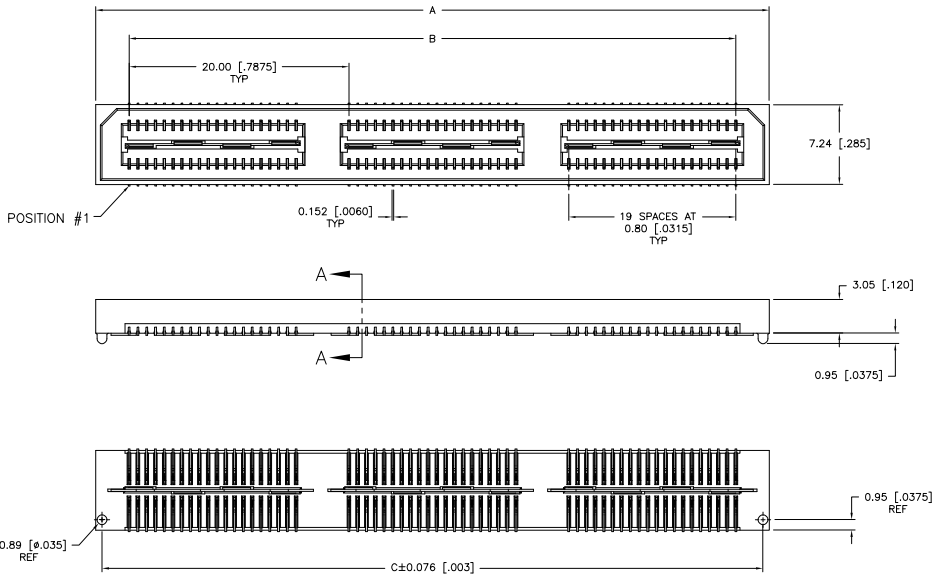 A
B
20.00 [.7875]
TYP
7.24 [.285]
POSITION #1
0.152 [.0060]
TYP
19 SPACES AT
0.80 [.0315]
TYP
A
3.05 [.120]
A
0.95 [.0375]
0.95 [.0375]
REF
0.89 [ø.035]
REF
C±0.076 [.003]